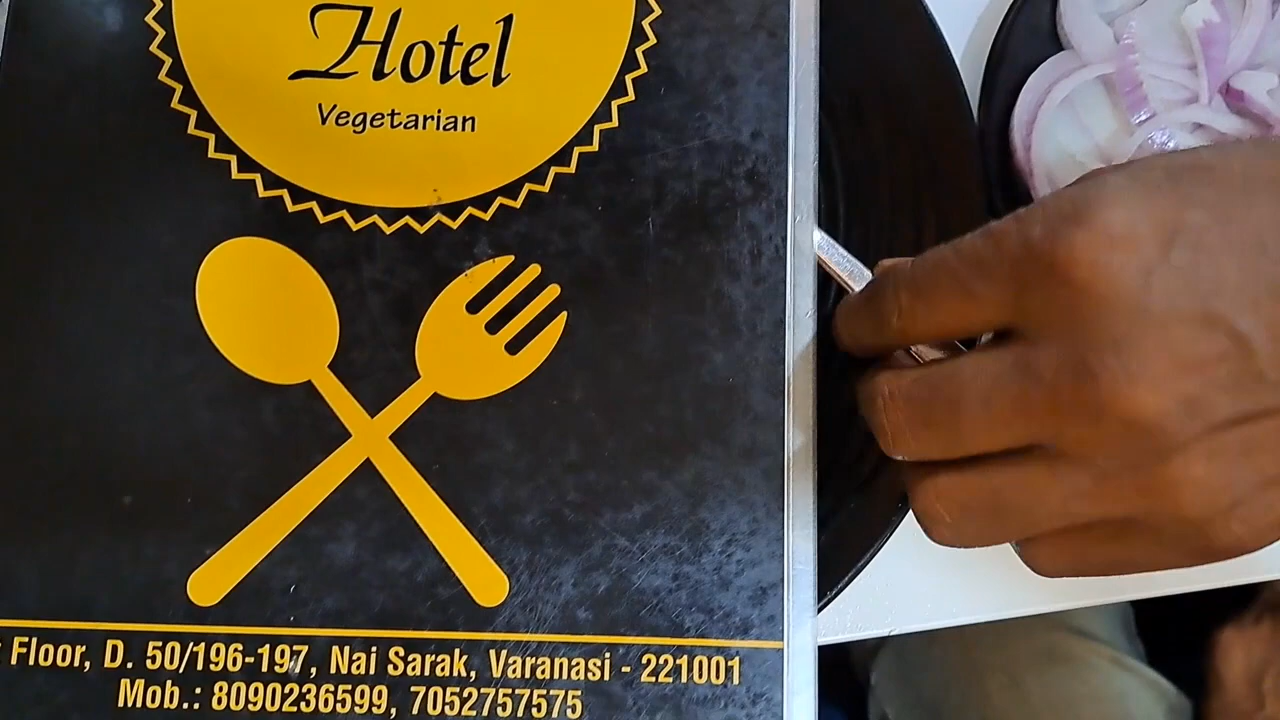 Hotel
Vegetarian
Floor, D. 50/196-197, Nai Sarak, Varanasi - 221001
Mob.: 8090236599, 7052757575